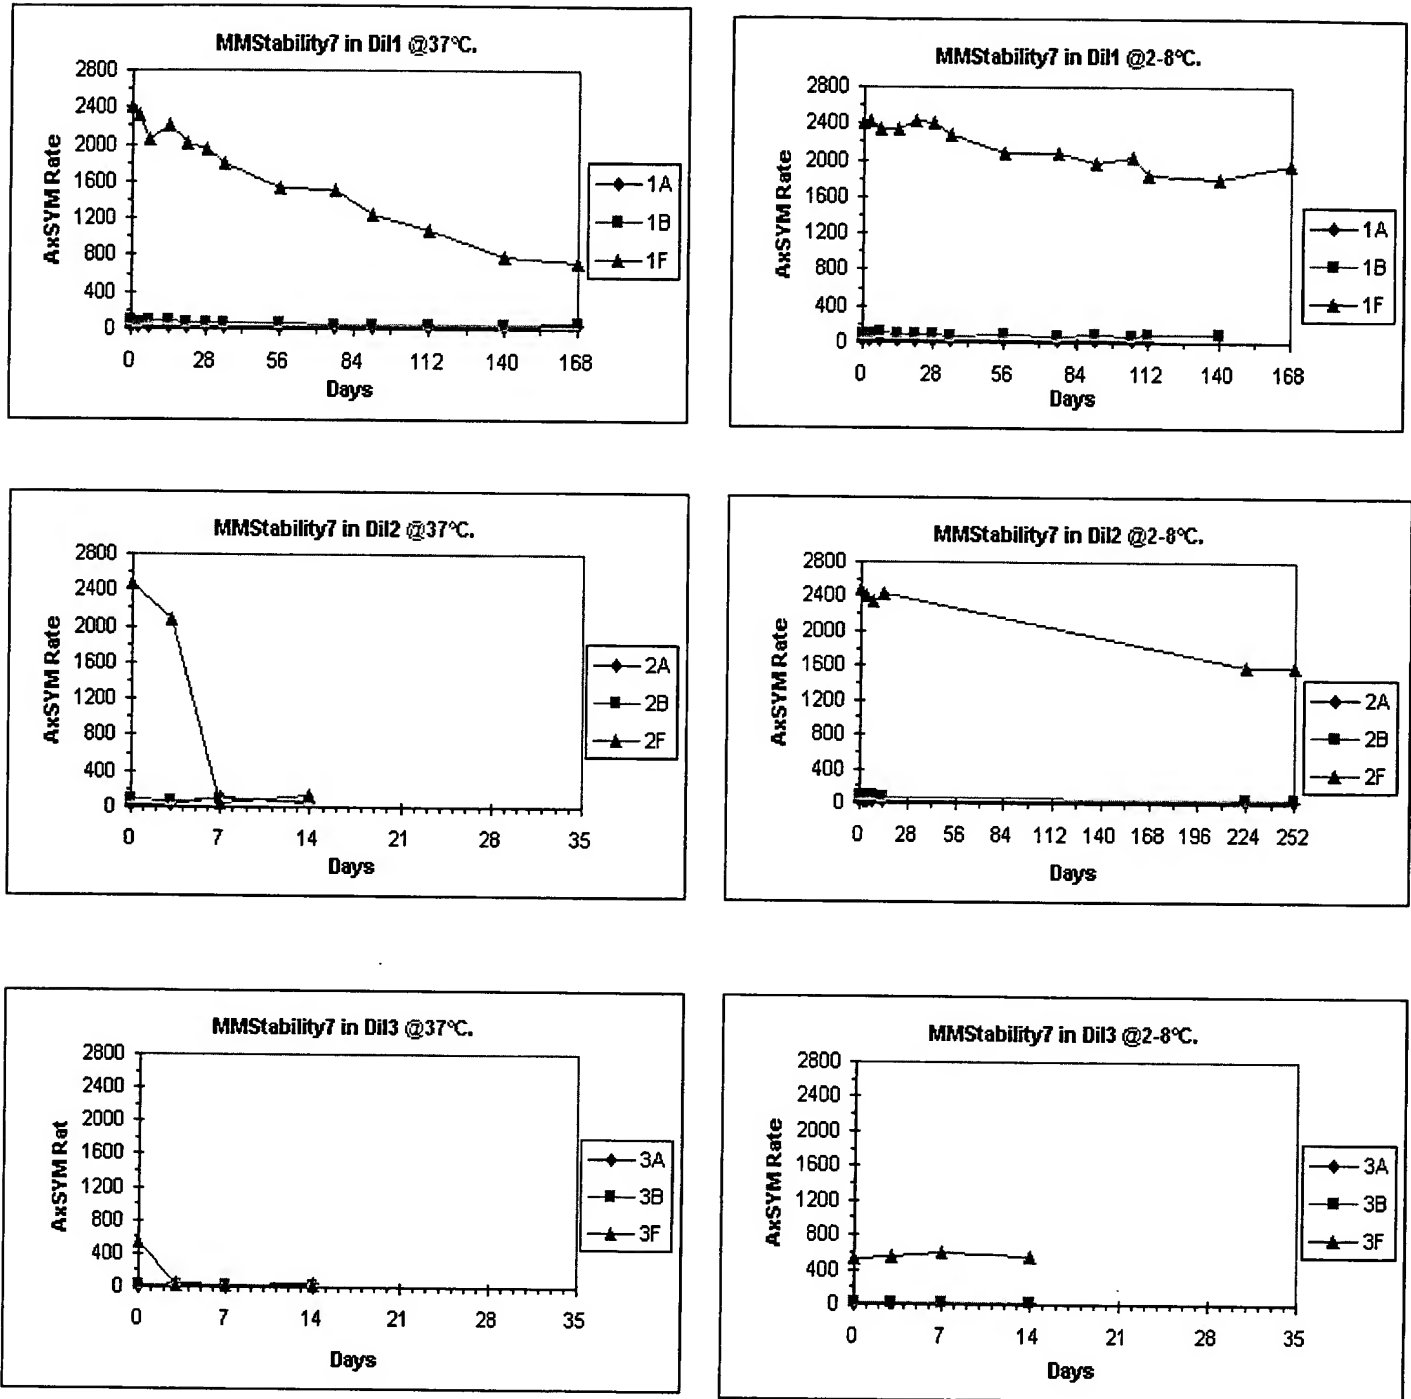 MMStability7 in Dil1 @37°C.
2800
2400
2000
1600
1200
800
400
0
AxSYM Rate
0 28 56 84 112 140 168
Days
1A
1B
1F
MMStability7 in Dil1 @2-8°C.
2800
2400
2000
1600
1200
800
400
0
AxSYM Rate
0 28 56 84 112 140 168
Days
1A
1B
1F
MMStability7 in Dil2 @37°C.
2800
2400
2000
1600
1200
800
400
0
AxSYM Rate
0 7 14 21 28 35
Days
2A
2B
2F
MMStability7 in Dil2 @2-8°C.
2800
2400
2000
1600
1200
800
400
0
AxSYM Rate
0 28 56 84 112 140 168 196 224 252
Days
2A
2B
2F
MMStability7 in Dil3 @37°C.
2800
2400
2000
1600
1200
800
400
0
AxSYM Rat
0 7 14 21 28 35
Days
3A
3B
3F
MMStability7 in Dil3 @2-8°C.
2800
2400
2000
1600
1200
800
400
0
AxSYM Rate
0 7 14 21 28 35
Days
3A
3B
3F